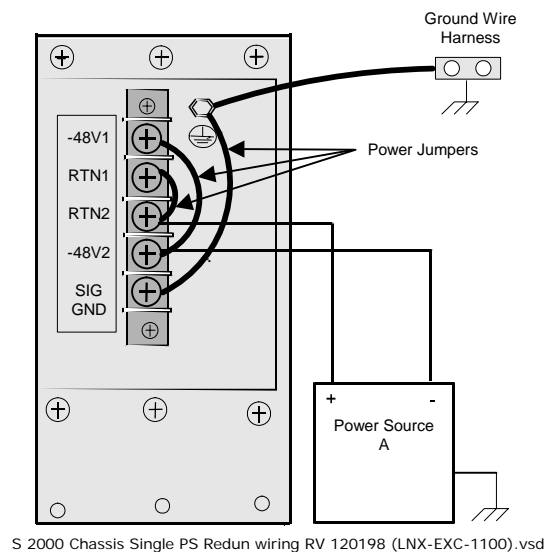 Ground Wire
Harness
-48V1
RTN1
RTN2
-48V2
SIG
GND
Power Jumpers
+ -
Power Source
A
S 2000 Chassis Single PS Redun wiring RV 120198 (LNX-EXC-1100).vsd